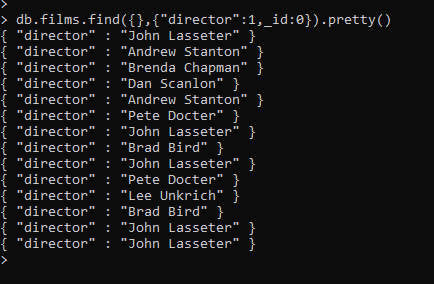 >
> db.films.find({},{"director":1,_id:0}).pretty()
{ "director" : "John Lasseter" }
{ "director" : "Andrew Stanton" }
{ "director" : "Brenda Chapman" }
{ "director" : "Dan Scanlon" }
{ "director" : "Andrew Stanton" }
{ "director" : "Pete Docter" }
{ "director" : "John Lasseter" }
{ "director" : "Brad Bird" }
{ "director" : "John Lasseter" }
{ "director" : "Pete Docter" }
{ "director" : "Lee Unkrich" }
{ "director" : "Brad Bird" }
{ "director" : "John Lasseter" }
{ "director" : "John Lasseter" }
>